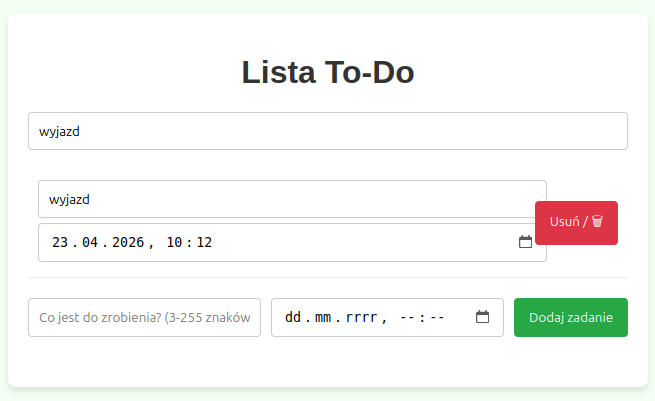 Lista To-Do
wyjazd
wyjazd
23.04.2026, 10:12
Usuń / 🗑
Co jest do zrobienia? (3-255 znaków
dd.mm.rrrr, --:--
Dodaj zadanie